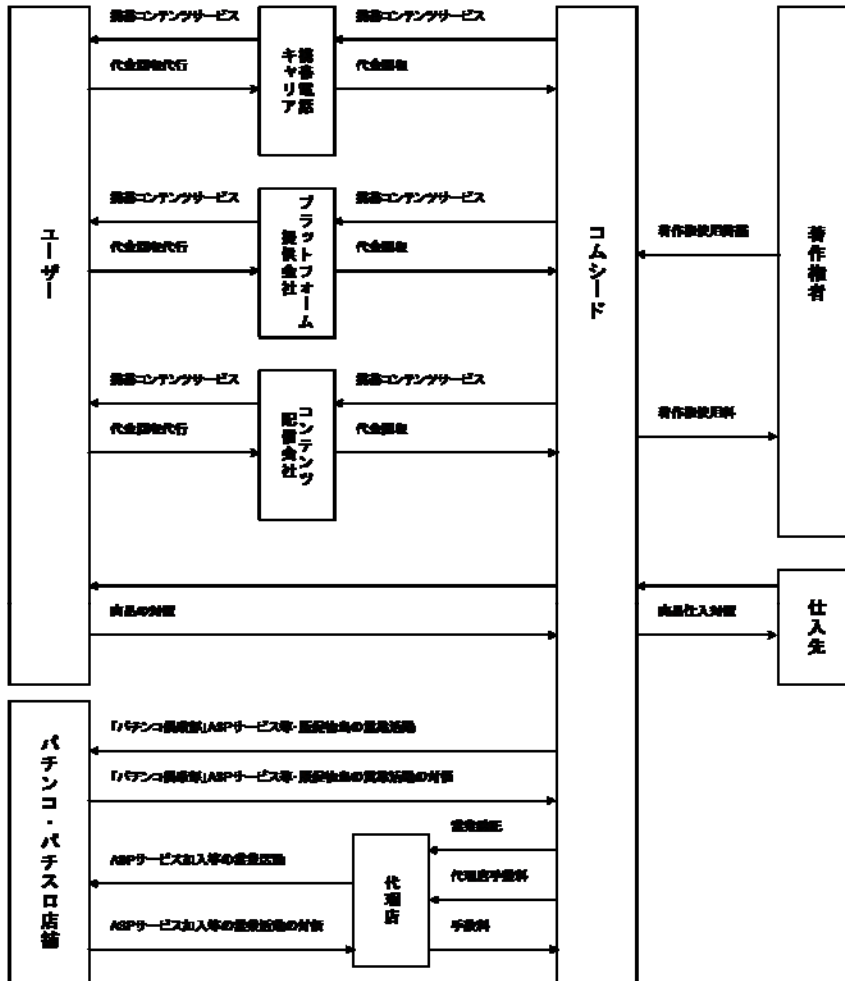 携帯コンテンツサービス
携帯コンテンツサービス
代金回収代行
代金回収
携帯電話
キャリア
携帯コンテンツサービス
携帯コンテンツサービス
代金回収代行
代金回収
プラットフォーム
提供会社
ユーザー
コムシード
著作権使用許諾
著作権者
携帯コンテンツサービス
携帯コンテンツサービス
代金回収代行
代金回収
コンテンツ
配信会社
著作権使用料
商品の対価
商品仕入対価
仕入先
「パチンコ倶楽部」ASPサービス等・販促物為の営業活動
「パチンコ倶楽部」ASPサービス等・販促物為の営業活動の対価
パチンコ・パチスロ店舗
ASPサービス加入等の営業活動
代理店手数料
代理店
ASPサービス加入等の営業活動の対価
手数料